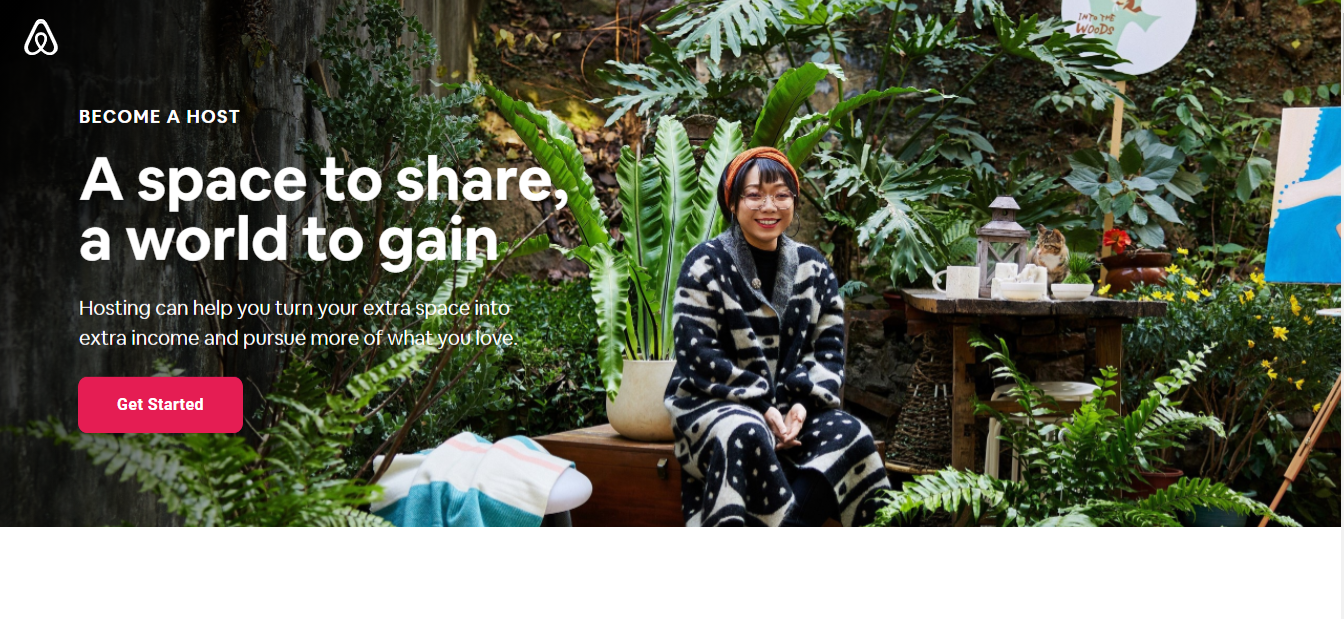 INTO THE
WOODS
BECOME A HOST
A space to share,
a world to gain
Hosting can help you turn your extra space into
extra income and pursue more of what you love.
Get Started